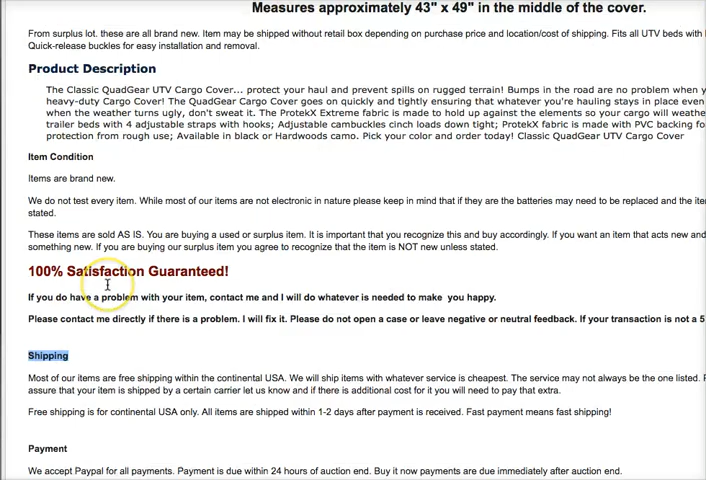 Measures approximately 43" x 49" in the middle of the cover.
From surplus lot. these are all brand new. Item may be shipped without retail box depending on purchase price and location/cost of shipping. Fits all UTV beds with
Quick-release buckles for easy installation and removal.
Product Description
The Classic QuadGear UTV Cargo Cover... protect your haul and prevent spills on rugged terrain! Bumps in the road are no problem when y
heavy-duty Cargo Cover! The QuadGear Cargo Cover goes on quickly and tightly ensuring that whatever you're hauling stays in place even
when the weather turns ugly, don't sweat it. The ProtekX Extreme fabric is made to hold up against the elements so your cargo will weathe
trailer beds with 4 adjustable straps with hooks; Adjustable cambuckles cinch loads down tight; ProtekX fabric is made with PVC backing fo
protection from rough use; Available in black or Hardwoods camo. Pick your color and order today! Classic QuadGear UTV Cargo Cover
Item Condition
Items are brand new.
We do not test every item. While most of our items are not electronic in nature please keep in mind that if they are the batteries may need to be replaced and the ite
stated.
These items are sold AS IS. You are buying a used or surplus item. It is important that you recognize this and buy accordingly. If you want an item that acts new and
something new. If you are buying our surplus item you agree to recognize that the item is NOT new unless stated.
100% Satisfaction Guaranteed!
If you do have a problem with your item, contact me and I will do whatever is needed to make you happy.
Please contact me directly if there is a problem. I will fix it. Please do not open a case or leave negative or neutral feedback. If your transaction is not a 5
Shipping
Most of our items are free shipping within the continental USA. We will ship items with whatever service is cheapest. The service may not always be the one listed.
assure that your item is shipped by a certain carrier let us know and if there is additional cost for it you will need to pay that extra.
Free shipping is for continental USA only. All items are shipped within 1-2 days after payment is received. Fast payment means fast shipping!
Payment
We accept Paypal for all payments. Payment is due within 24 hours of auction end. Buy it now payments are due immediately after auction end.